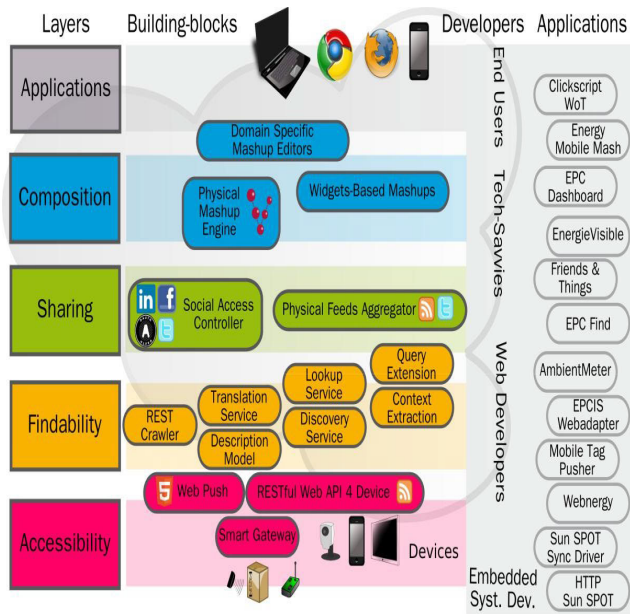 Layers
Building-blocks
Developers
Applications
Applications
Domain Specific
Mashup Editors
Composition
Physical
Mashup
Engine
Widgets-Based Mashups
Sharing
in
f
A
t
Social Access
Controller
Physical Feeds Aggregator
t
Findability
REST
Crawler
Translation
Service
Description
Model
Lookup
Service
Discovery
Service
Query
Extension
Context
Extraction
Accessibility
5
Web Push
RESTful Web API 4 Device
Smart Gateway
Devices
End Users
Tech-Savvies
Web Developers
Embedded
Syst. Dev.
Clickscript
WoT
Energy
Mobile Mash
EPC
Dashboard
EnergieVisible
Friends &
Things
EPC Find
AmbientMeter
EPCIS
Webadapter
Mobile Tag
Pusher
Webnergy
Sun SPOT
Sync Driver
HTTP
Sun SPOT